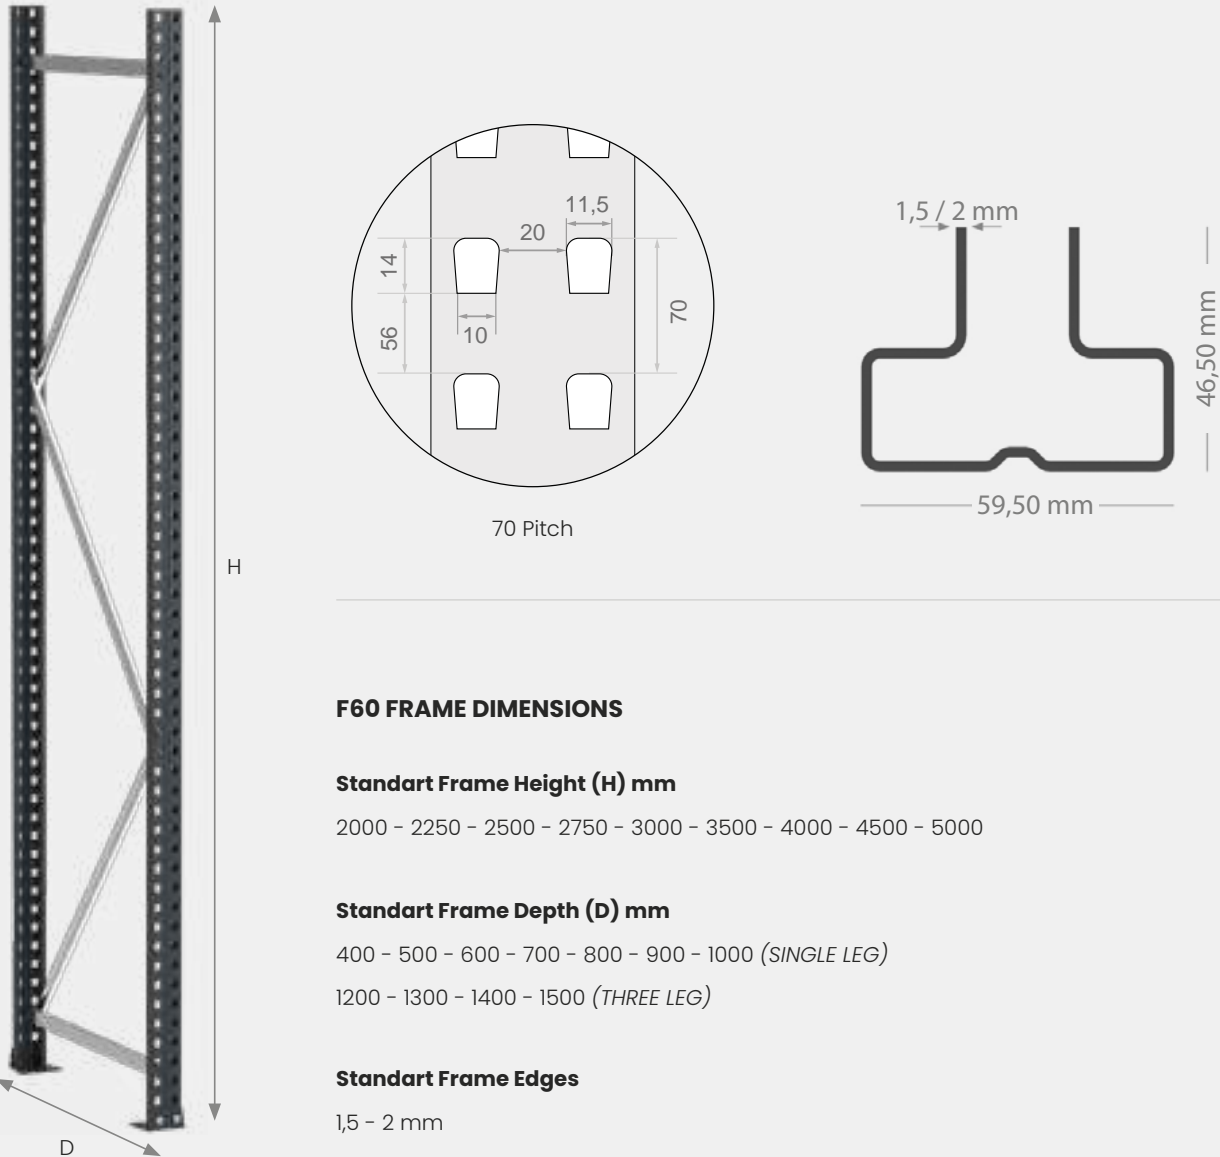 11,5
20
14
10
56
70
70 Pitch
1,5 / 2 mm
46,50 mm
59,50 mm
H
D
F60 FRAME DIMENSIONS
Standart Frame Height (H) mm
2000 - 2250 - 2500 - 2750 - 3000 - 3500 - 4000 - 4500 - 5000
Standart Frame Depth (D) mm
400 - 500 - 600 - 700 - 800 - 900 - 1000 (SINGLE LEG)
1200 - 1300 - 1400 - 1500 (THREE LEG)
Standart Frame Edges
1,5 - 2 mm